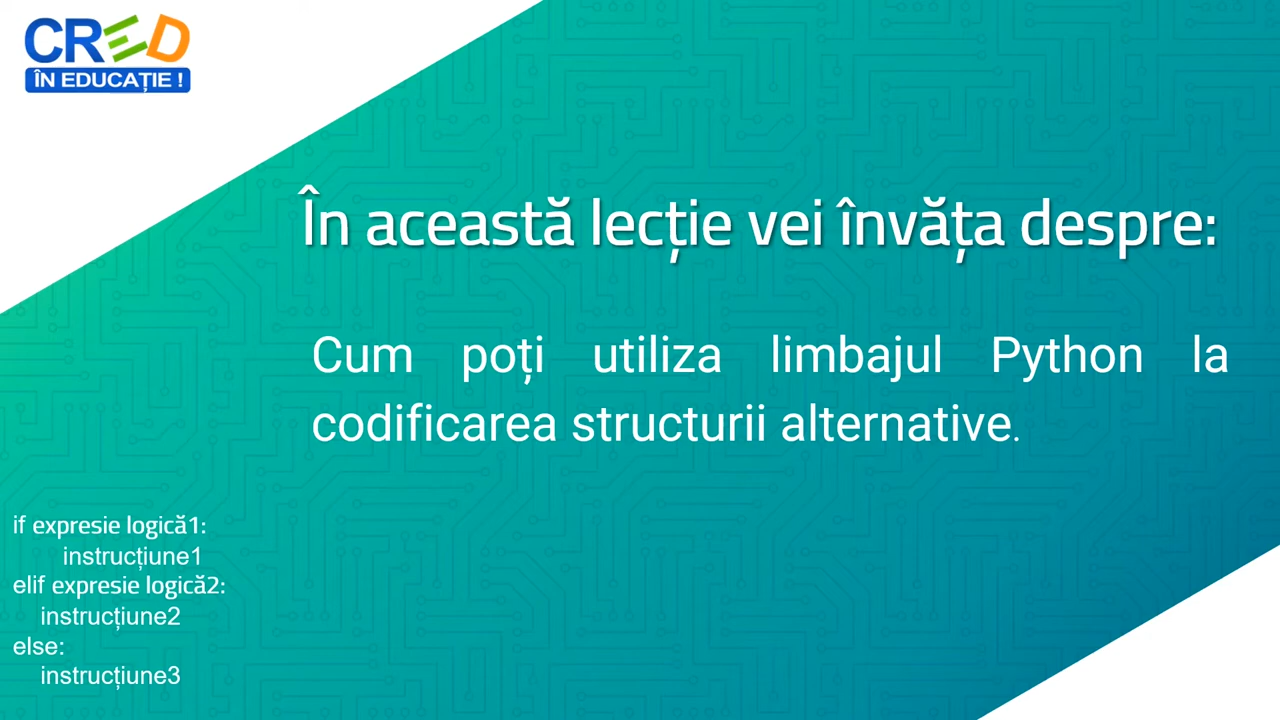 CRED
ÎN EDUCAȚIE !
În această lecție vei învăța despre:
Cum poți utiliza limbajul Python la
codificarea structurii alternative.
if expresie logică1:
instrucțiune1
elif expresie logică2:
instrucțiune2
else:
instrucțiune3